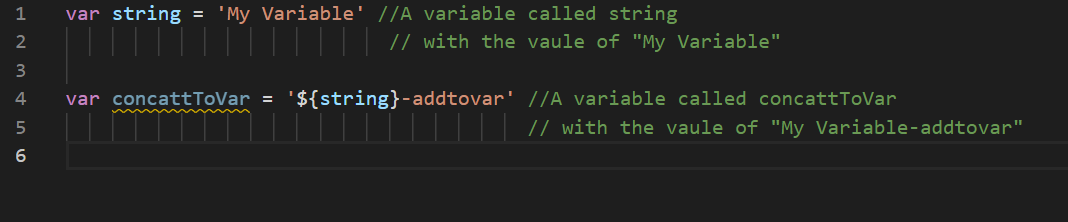 1 var string = 'My Variable' //A variable called string
2 // with the vaule of "My Variable"
3
4 var concattToVar = '${string}-addtovar' //A variable called concattToVar
5 // with the vaule of "My Variable-addtovar"
6